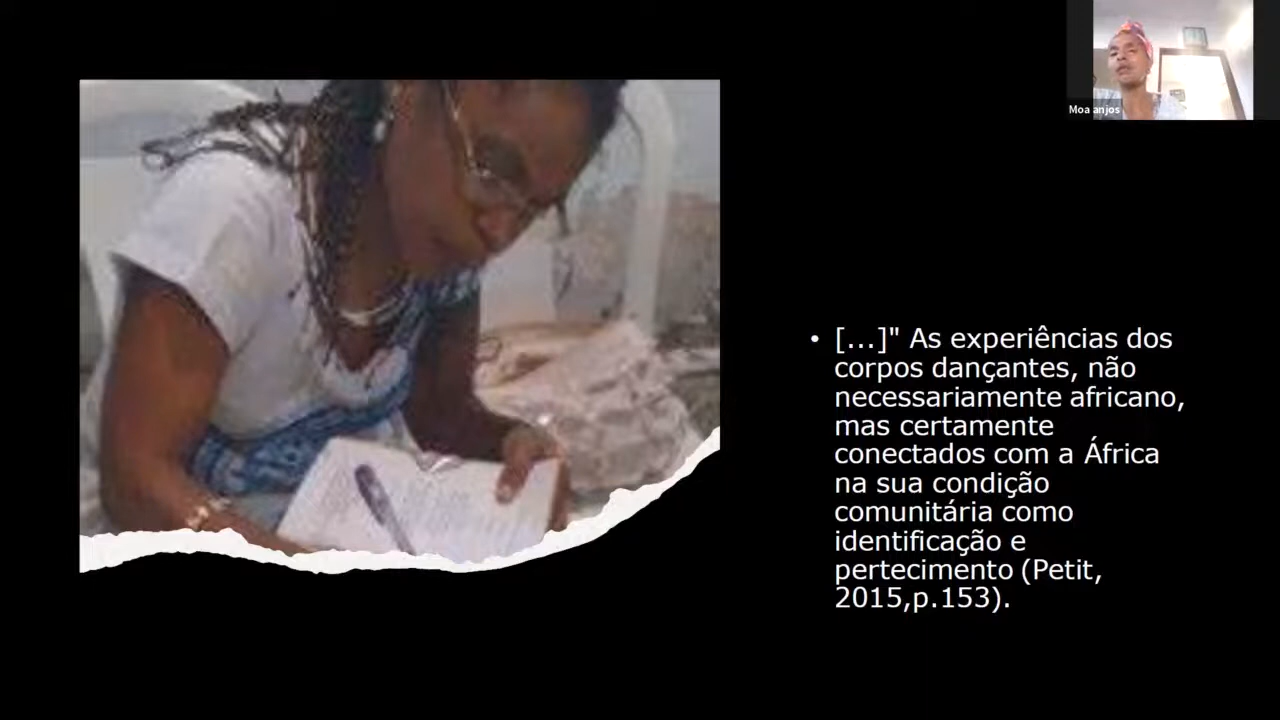 Moa anjos
• [...]" As experiências dos
corpos dançantes, não
necessariamente africano,
mas certamente
conectados com a África
na sua condição
comunitária como
identificação e
pertecimento (Petit,
2015,p.153).